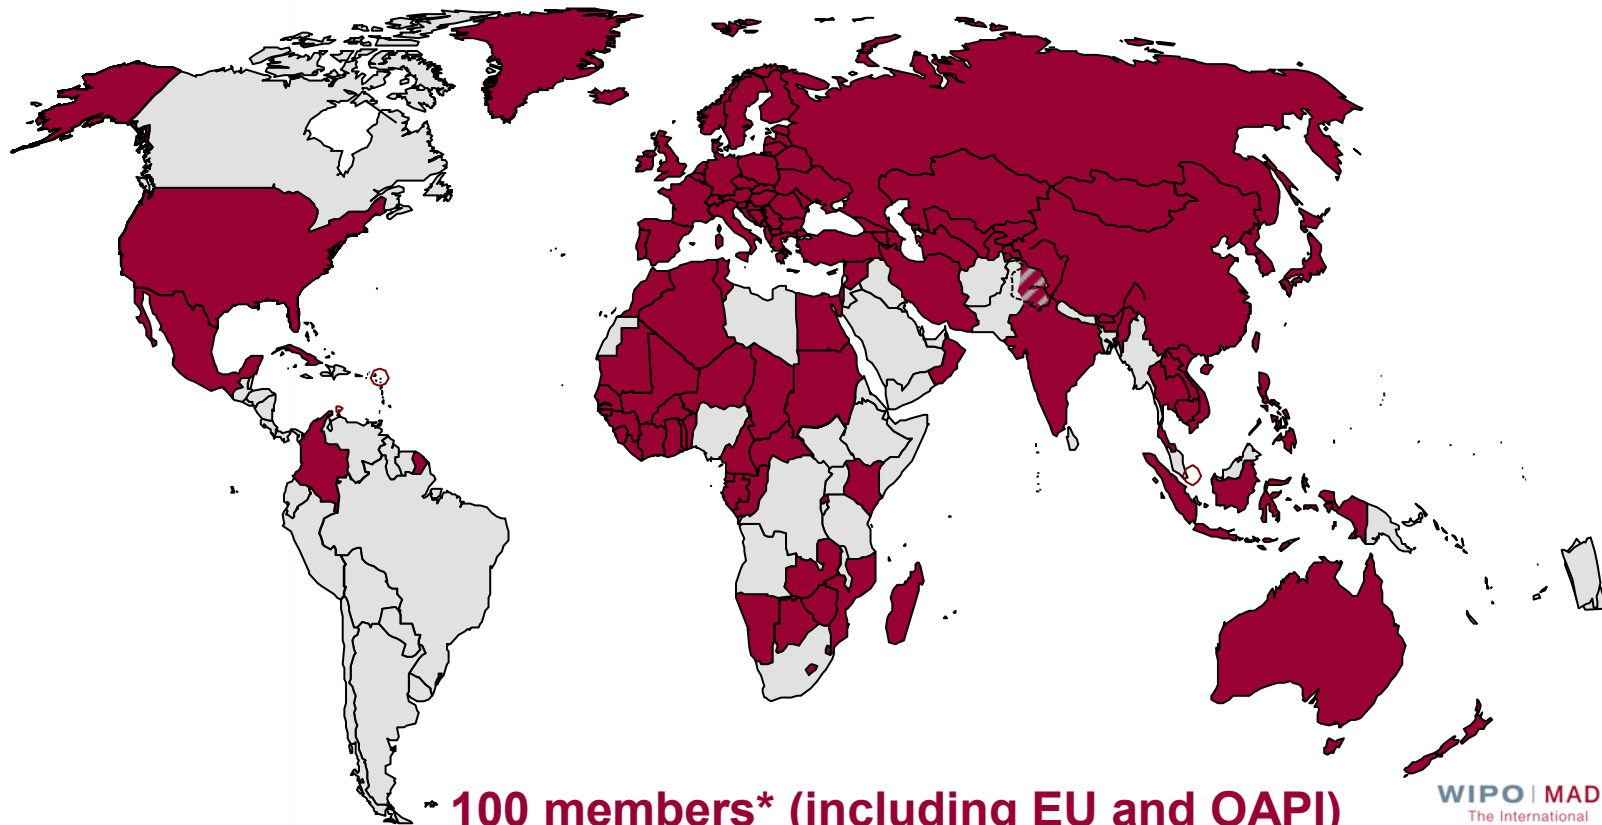 100 members* (including EU and OAPI)
WIPO | MAD
The International